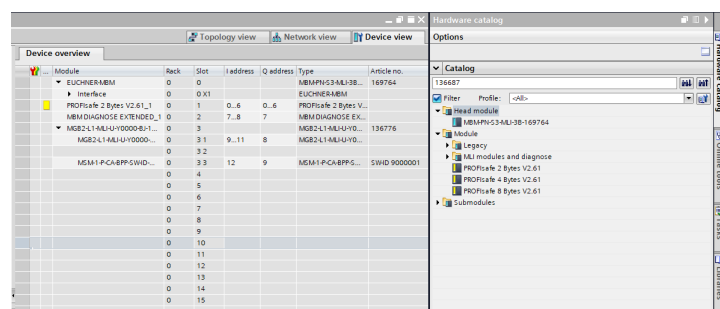 Hardware catalog
Topology view Network view Device view Options
Device overview
Module Rack Slot I address Q address Type Article no.
EUCHNER-MBM 0 0 MBM-PN-S3-MLI-3B... 169764
Interface 0 0 X1 EUCHNER-MBM
PROFIsafe 2 Bytes V2.61_1 0 1 0...6 0...6 PROFIsafe 2 Bytes V...
MBM DIAGNOSE EXTENDED_1 0 2 7...8 7 MBM DIAGNOSE EX...
MGB2-L1-MLI-U-Y0000-BJ-1... 0 3 MGB2-L1-MLI-U-Y0... 136776
MGB2-L1-MLI-U-Y0000-... 0 3 1 9...11 8 MGB2-L1-MLI-U-Y0...
0 3 2
MSM-1-P-CA-BPP-SWID-... 0 3 3 12 9 MSM-1-P-CA-BPP-S... SWID 9000001
0 4
0 5
0 6
0 7
0 8
0 9
0 10
0 11
0 12
0 13
0 14
0 15
Catalog
136687
Filter Profile: <All>
Head module
MBM-PN-S3-MLI-3B-169764
Module
Legacy
MLI modules and diagnose
PROFIsafe 2 Bytes V2.61
PROFIsafe 4 Bytes V2.61
PROFIsafe 8 Bytes V2.61
Submodules
Hardware Catalog
Online tools
Tasks
Libraries